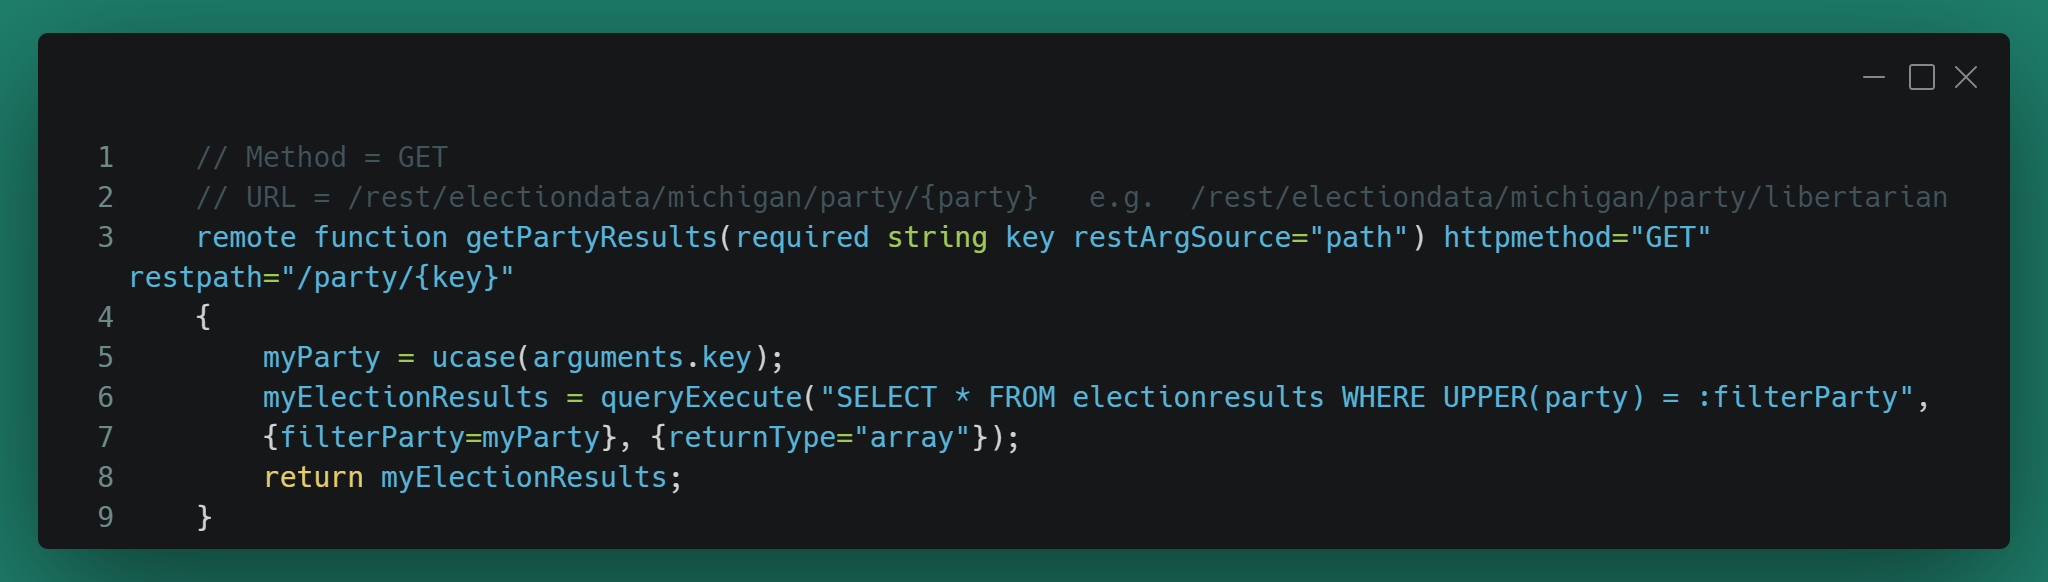 1    // Method = GET
2    // URL = /rest/electiondata/michigan/party/{party}   e.g.  /rest/electiondata/michigan/party/libertarian
3    remote function getPartyResults(required string key restArgSource="path") httpmethod="GET"
restpath="/party/{key}"
4    {
5        myParty = ucase(arguments.key);
6        myElectionResults = queryExecute("SELECT * FROM electionresults WHERE UPPER(party) = :filterParty",
7        {filterParty=myParty}, {returnType="array"});
8        return myElectionResults;
9    }